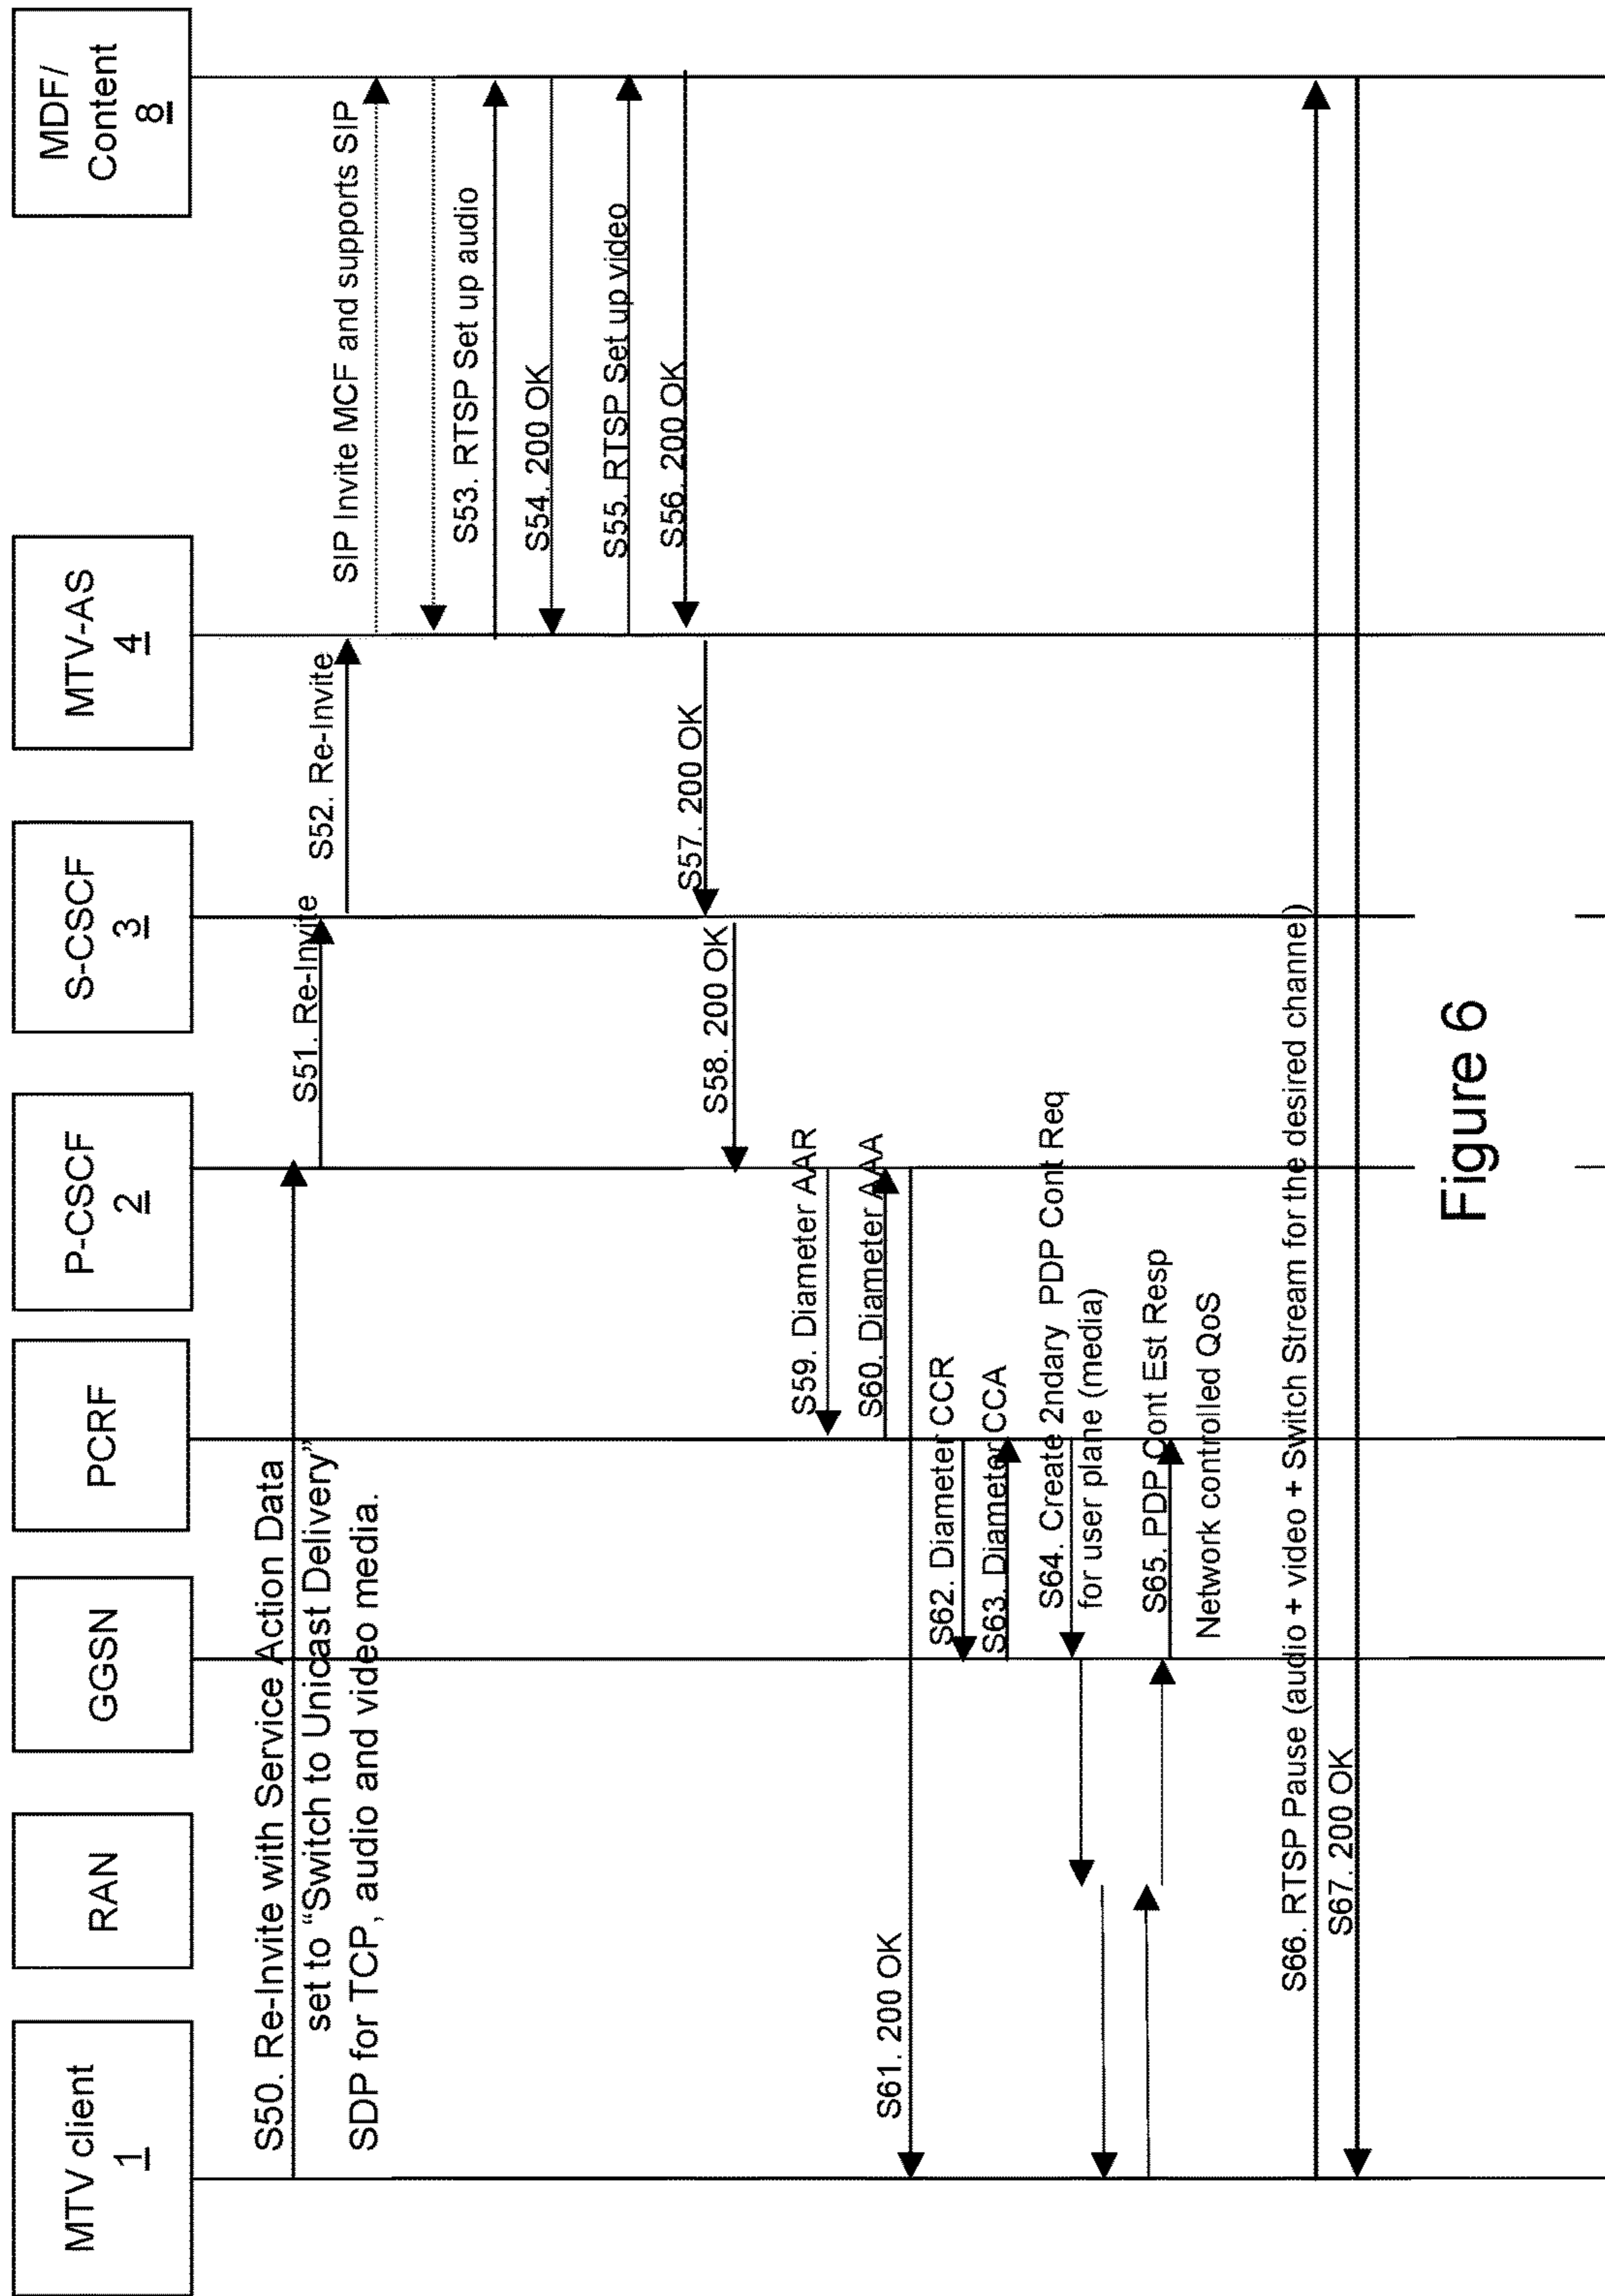 MTV client
1
RAN
GGSN
PCRF
P-CSCF
2
S-CSCF
3
MTV-AS
4
MDF/
Content
8
S50. Re-Invite with Service Action Data
set to “Switch to Unicast Delivery”
SDP for TCP, audio and video media.
S51. Re-Invite
S52. Re-Invite
SIP Invite MCF and supports SIP
S53. RTSP Set up audio
S54. 200 OK
S55. RTSP Set up video
S56. 200 OK
S57. 200 OK
S58. 200 OK
S59. Diameter AAR
S60. Diameter AAA
S61. 200 OK
S62. Diameter CCR
S63. Diameter CCA
S64. Create 2ndary PDP Cont Req
for user plane (media)
S65. PDP Cont Est Resp
Network controlled QoS
S66. RTSP Pause (audio + video + Switch Stream for the desired channel)
S67. 200 OK
Figure 6